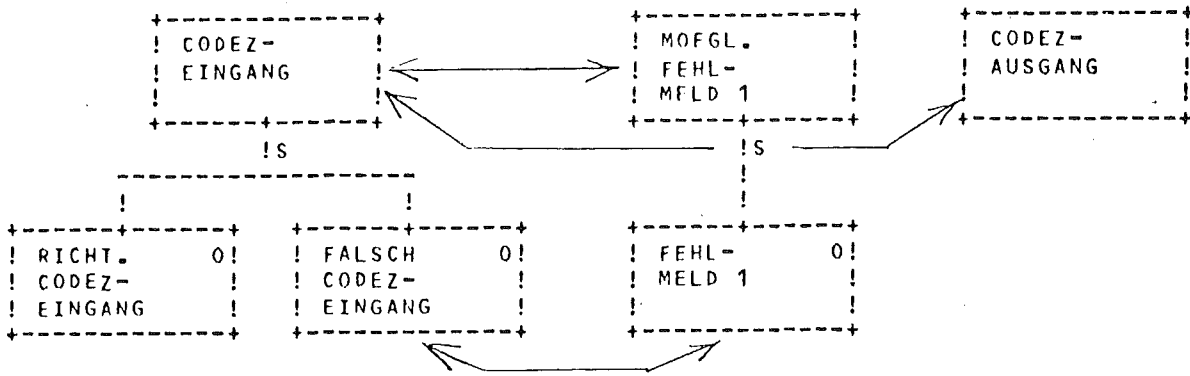 CODEZ-
EINGANG
MOEGL.
FEHL-
MELD 1
CODEZ-
AUSGANG
S
S
RICHT. O
CODEZ-
EINGANG
FALSCH O
CODEZ-
EINGANG
FEHL- O
MELD 1